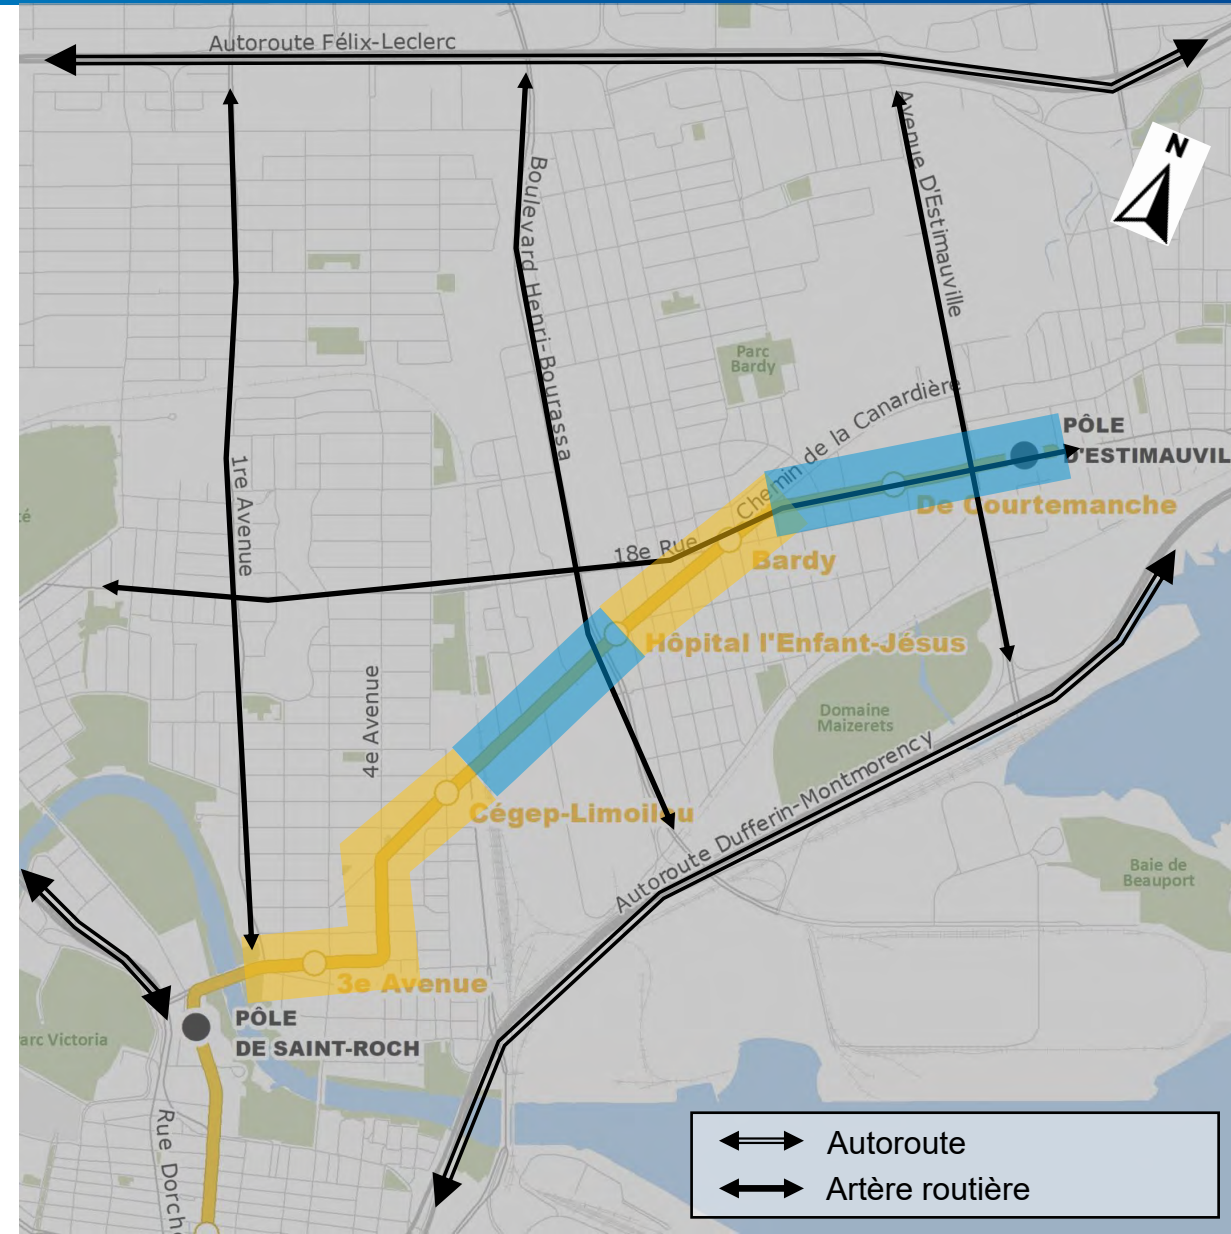 Autoroute Félix-Leclerc
N
Avenue D'Estimauville
Boulevard Henri-Bourassa
Parc
Bardy
Chemin de la Canardière
PÔLE
D'ESTIMAUVIL
1re Avenue
De Courtemanche
18e Rue
Bardy
Hôpital l'Enfant-Jésus
4e Avenue
Domaine
Maizerets
Cégep-Limoilou
Autoroute Dufferin-Montmorency
Baie de
Beauport
3e Avenue
PÔLE
DE SAINT-ROCH
arc Victoria
Rue Dorch
Autoroute
Artère routière